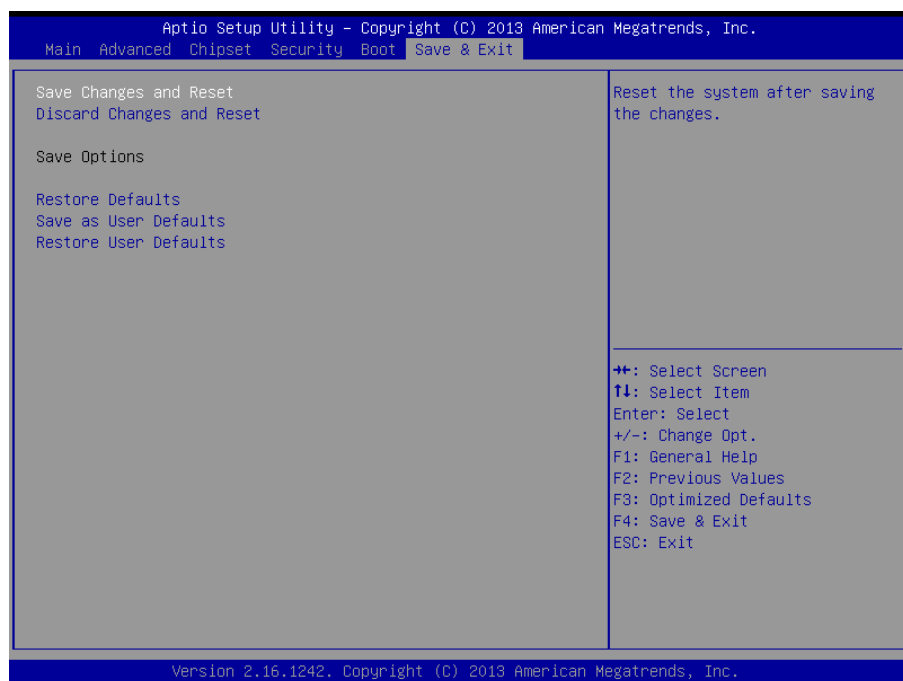 Aptio Setup Utility – Copyright (C) 2013 American Megatrends, Inc.
Main Advanced Chipset Security Boot Save & Exit
Save Changes and Reset
Discard Changes and Reset
Save Options
Restore Defaults
Save as User Defaults
Restore User Defaults
Reset the system after saving
the changes.
→←: Select Screen
↑↓: Select Item
Enter: Select
+/-: Change Opt.
F1: General Help
F2: Previous Values
F3: Optimized Defaults
F4: Save & Exit
ESC: Exit
Version 2.16.1242. Copyright (C) 2013 American Megatrends, Inc.